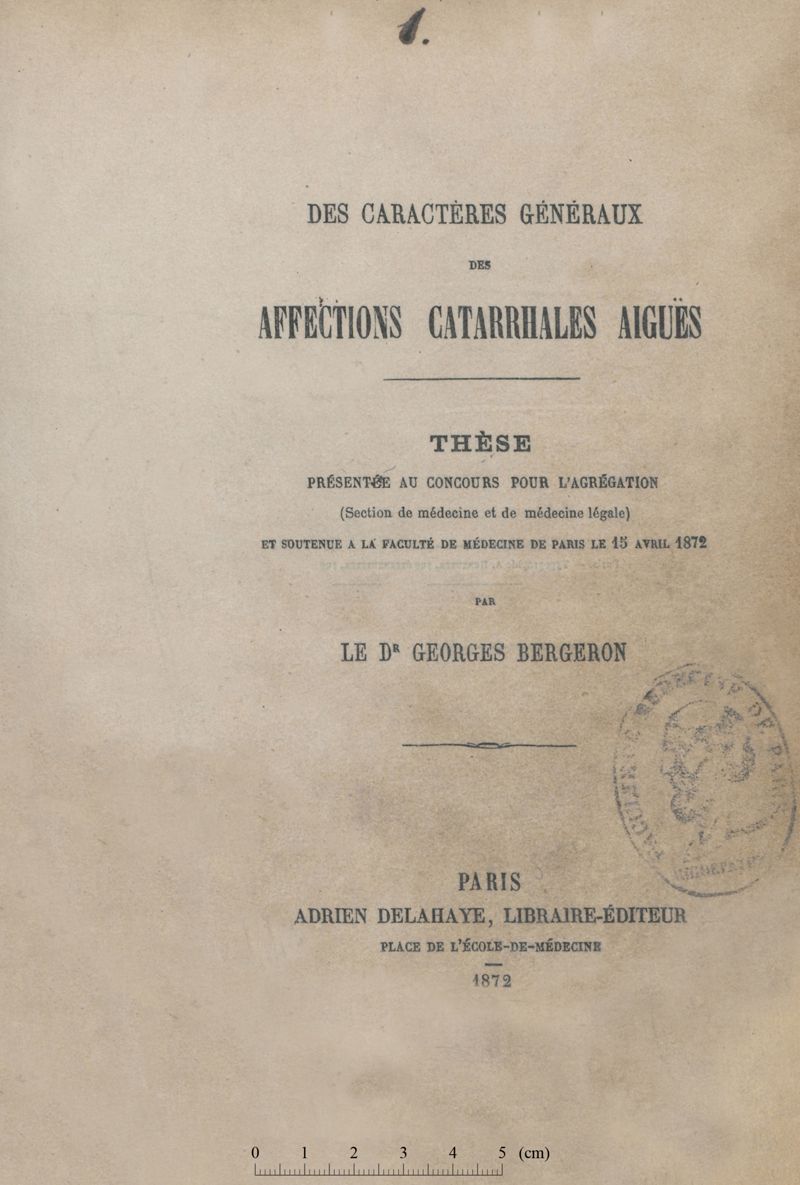 1.
DES CARACTÈRES GÉNÉRAUX
DES
AFFECTIONS CATARRHALES AIGUËS
THÈSE
PRÉSENTÉE AU CONCOURS POUR L'AGRÉGATION
(Section de médecine et de médecine légale)
ET SOUTENUE A LA FACULTÉ DE MÉDECINE DE PARIS LE 15 AVRIL 1872
PAR
LE DR GEORGES BERGERON
DE PARIS
PARIS
ADRIEN DELAHAYE, LIBRAIRE-ÉDITEUR
PLACE DE L'ÉCOLE-DE-MÉDECINE
1872
0 1 2 3 4 5 (cm)